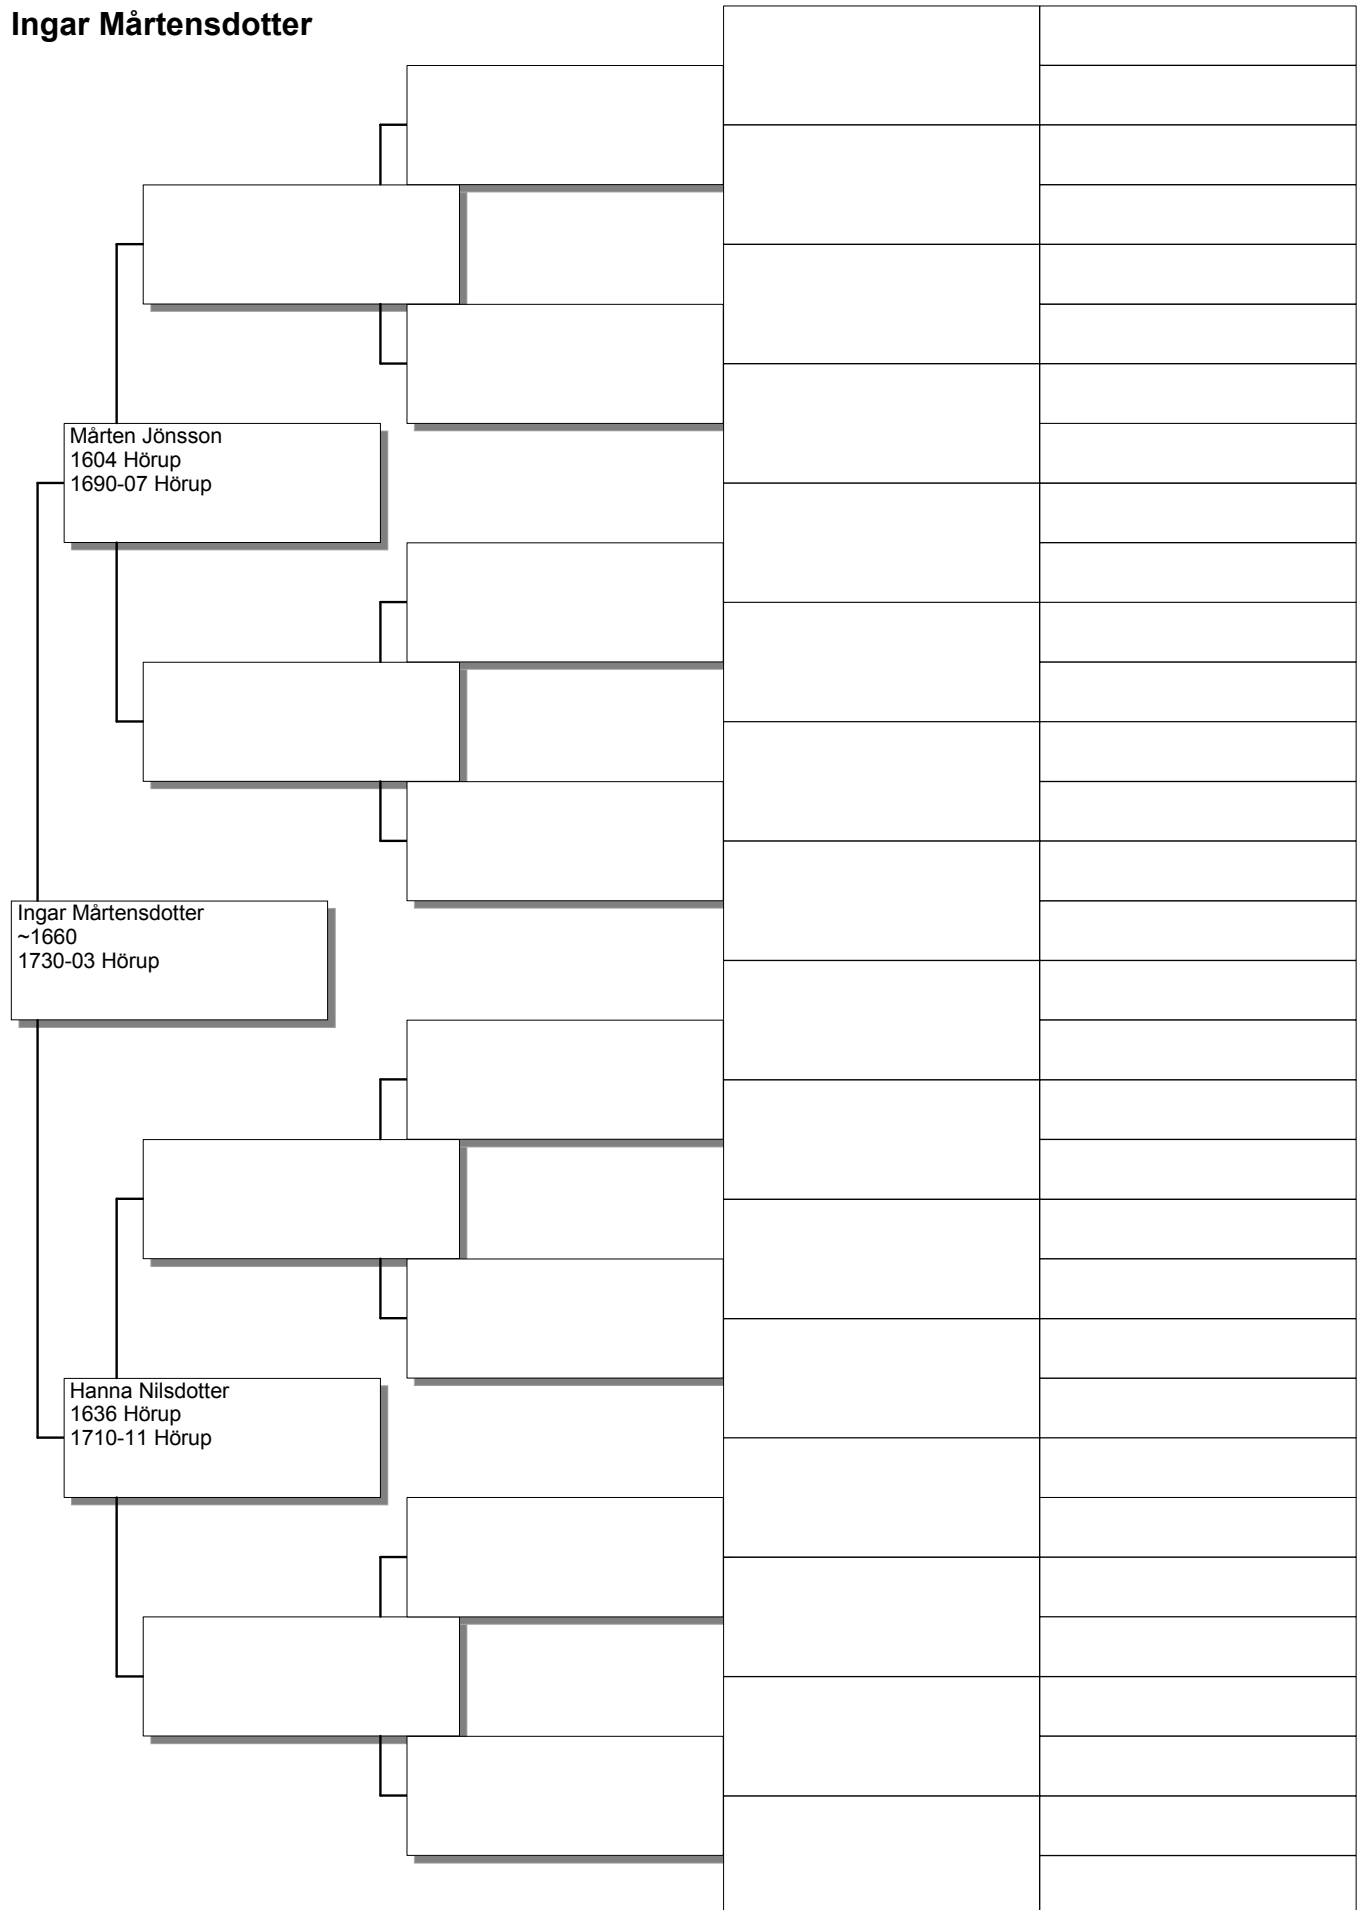 Ingar Mårtensdotter
Mårten Jönsson
1604 Hörup
1690-07 Hörup
Ingar Mårtensdotter
~1660
1730-03 Hörup
Hanna Nilsdotter
1636 Hörup
1710-11 Hörup